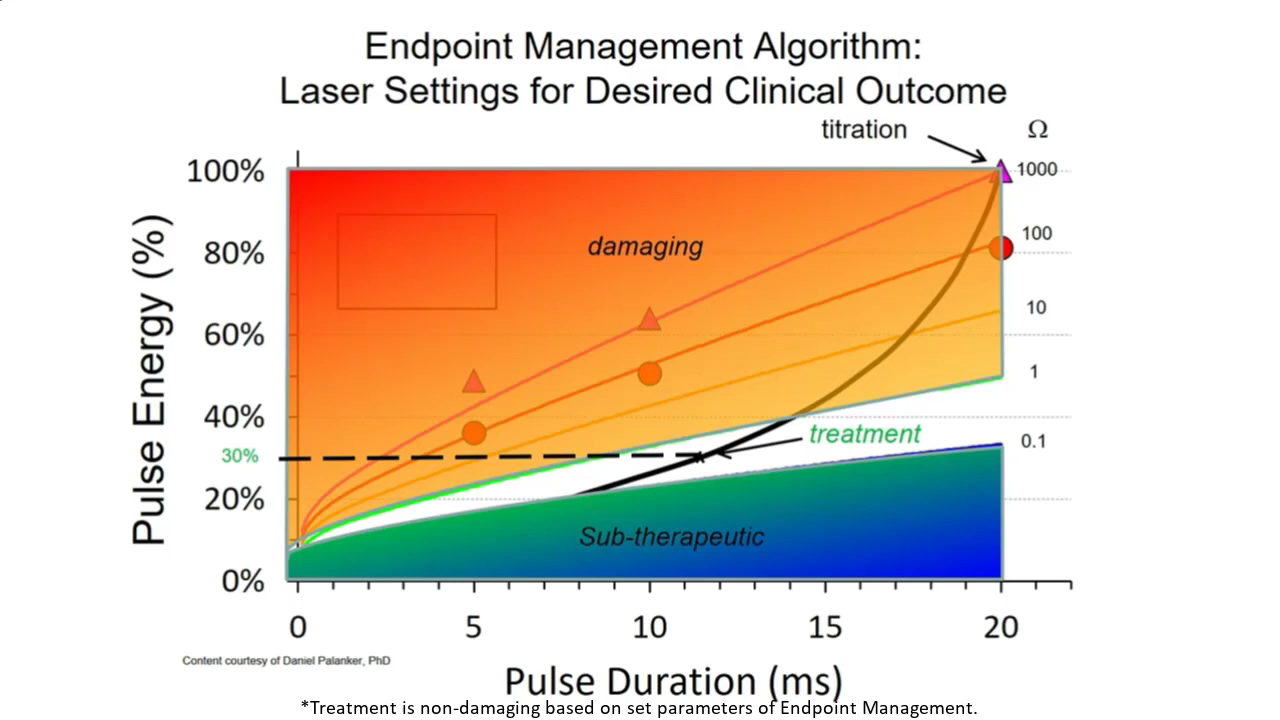 Endpoint Management Algorithm:
Laser Settings for Desired Clinical Outcome
titration
Ω
100%
1000
damaging
100
80%
10
60%
1
40%
treatment
30%
0.1
20%
Sub-therapeutic
0%
0 5 10 15 20
Pulse Energy (%)
Content courtesy of Daniel Palanker, PhD
Pulse Duration (ms)
*Treatment is non-damaging based on set parameters of Endpoint Management.